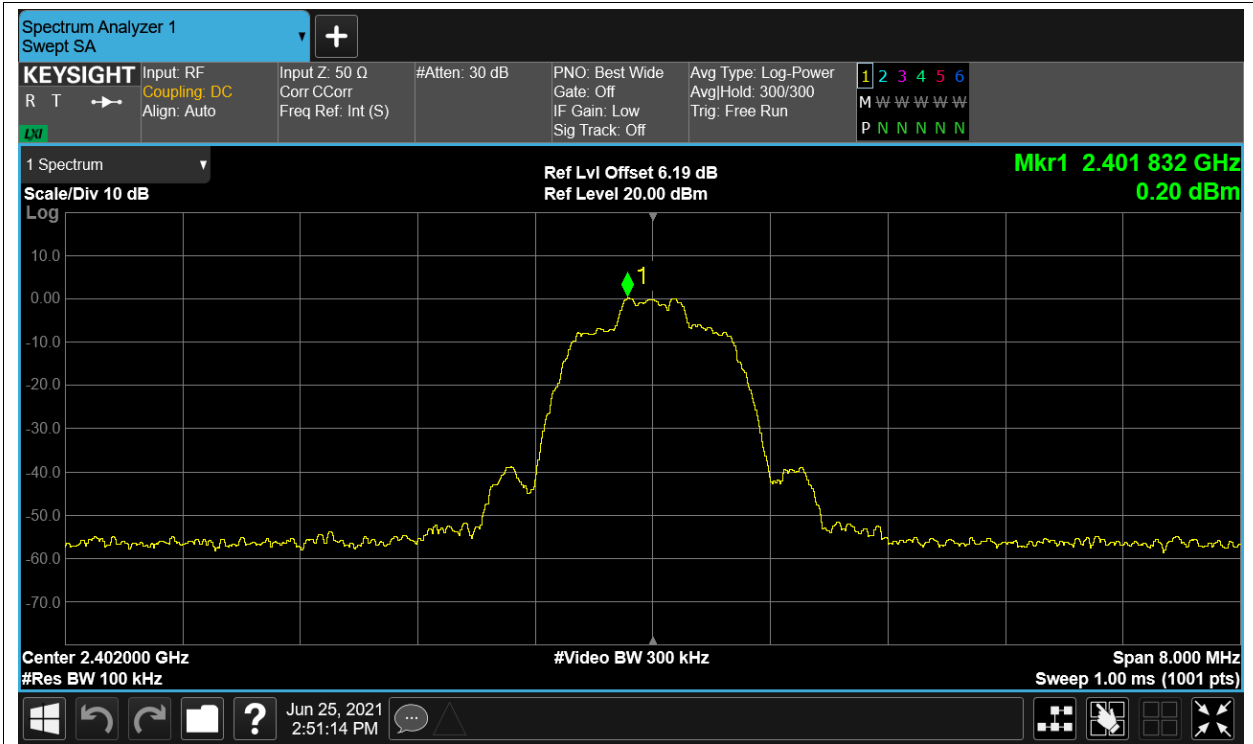 Spectrum Analyzer 1
Swept SA
KEYSIGHT
R T
LXI
Input: RF
Coupling: DC
Align: Auto
Input Z: 50 Ω
Corr CCorr
Freq Ref: Int (S)
#Atten: 30 dB
PNO: Best Wide
Gate: Off
IF Gain: Low
Sig Track: Off
Avg Type: Log-Power
Avg|Hold: 300/300
Trig: Free Run
1 2 3 4 5 6
M W W W W W
P N N N N N
1 Spectrum
Scale/Div 10 dB
Ref Lvl Offset 6.19 dB
Ref Level 20.00 dBm
Mkr1 2.401 832 GHz
0.20 dBm
Log
10.0
0.00
-10.0
-20.0
-30.0
-40.0
-50.0
-60.0
-70.0
1
Center 2.402000 GHz
#Video BW 300 kHz
Span 8.000 MHz
#Res BW 100 kHz
Sweep 1.00 ms (1001 pts)
?
Jun 25, 2021
2:51:14 PM